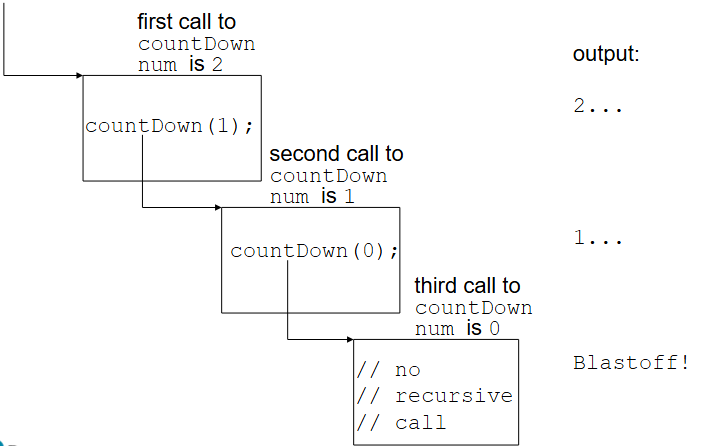 first call to
countDown
num is 2
output:
2...
countDown(1);
second call to
countDown
num is 1
1...
countDown(0);
third call to
countDown
num is 0
Blastoff!
// no
// recursive
// call